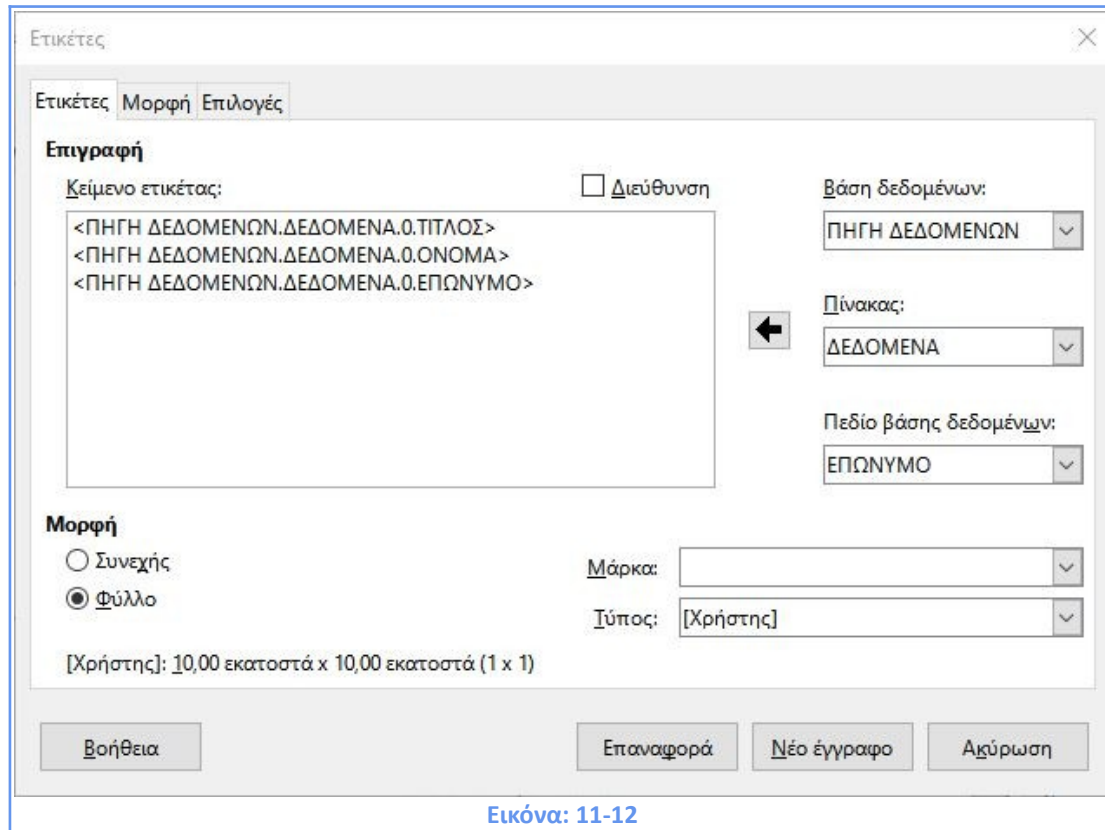 Ετικέτες
Ετικέτες Μορφή Επιλογές
Επιγραφή
Κείμενο ετικέτας:
Διεύθυνση
<ΠΗΓΗ ΔΕΔΟΜΕΝΩΝ.ΔΕΔΟΜΕΝΑ.0.ΤΙΤΛΟΣ>
<ΠΗΓΗ ΔΕΔΟΜΕΝΩΝ.ΔΕΔΟΜΕΝΑ.0.ΟΝΟΜΑ>
<ΠΗΓΗ ΔΕΔΟΜΕΝΩΝ.ΔΕΔΟΜΕΝΑ.0.ΕΠΩΝΥΜΟ>
Βάση δεδομένων:
ΠΗΓΗ ΔΕΔΟΜΕΝΩΝ
Πίνακας:
ΔΕΔΟΜΕΝΑ
Πεδίο βάσης δεδομένων:
ΕΠΩΝΥΜΟ
Μορφή
Συνεχής
Φύλλο
Μάρκα:
Τύπος: [Χρήστης]
[Χρήστης]: 10,00 εκατοστά x 10,00 εκατοστά (1 x 1)
Βοήθεια Επαναφορά Νέο έγγραφο Ακύρωση
Εικόνα: 11-12